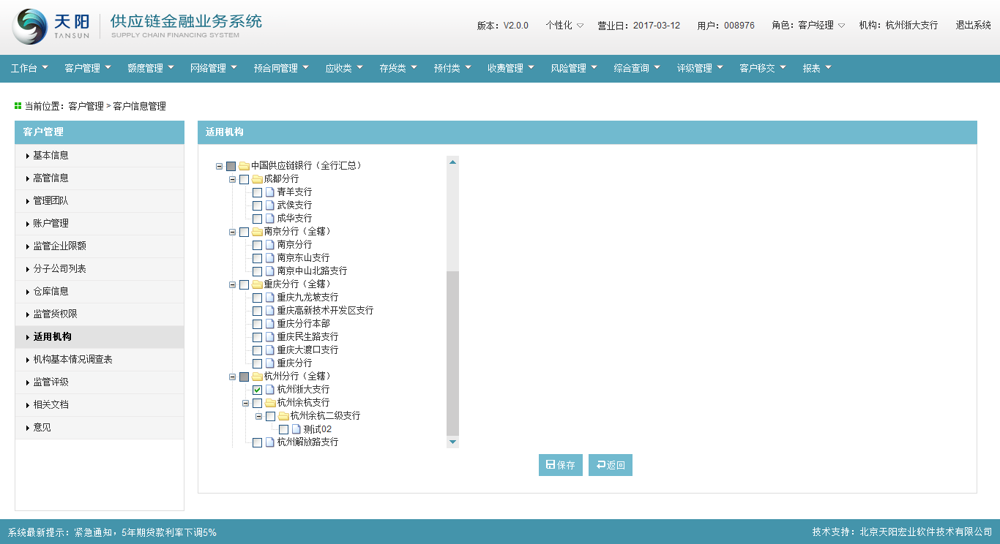 天阳 供应链金融业务系统
TANSUN SUPPLY CHAIN FINANCING SYSTEM
版本：V2.0.0 个性化 营业日：2017-03-12 用户：008976 角色：客户经理 机构：杭州浙大支行 退出系统
工作台 客户管理 额度管理 网络管理 预合同管理 应收类 存货类 预付类 收费管理 风险管理 综合查询 评级管理 客户移交 报表
当前位置：客户管理 > 客户信息管理
客户管理
基本信息
高管信息
管理团队
账户管理
监管企业限额
分子公司列表
仓库信息
监管货权限
适用机构
机构基本情况调查表
监管评级
相关文档
意见
适用机构
中国供应链银行（全行汇总）
成都分行
青羊支行
武侯支行
成华支行
南京分行（全辖）
南京分行
南京东山支行
南京中山北路支行
重庆分行（全辖）
重庆九龙坡支行
重庆高新技术开发区支行
重庆分行本部
重庆民生路支行
重庆大渡口支行
重庆分行
杭州分行（全辖）
杭州浙大支行
杭州余杭支行
杭州余杭二级支行
测试02
杭州解放路支行
保存 返回
系统最新提示：紧急通知，5年期贷款利率下调5% 技术支持：北京天阳宏业软件技术有限公司